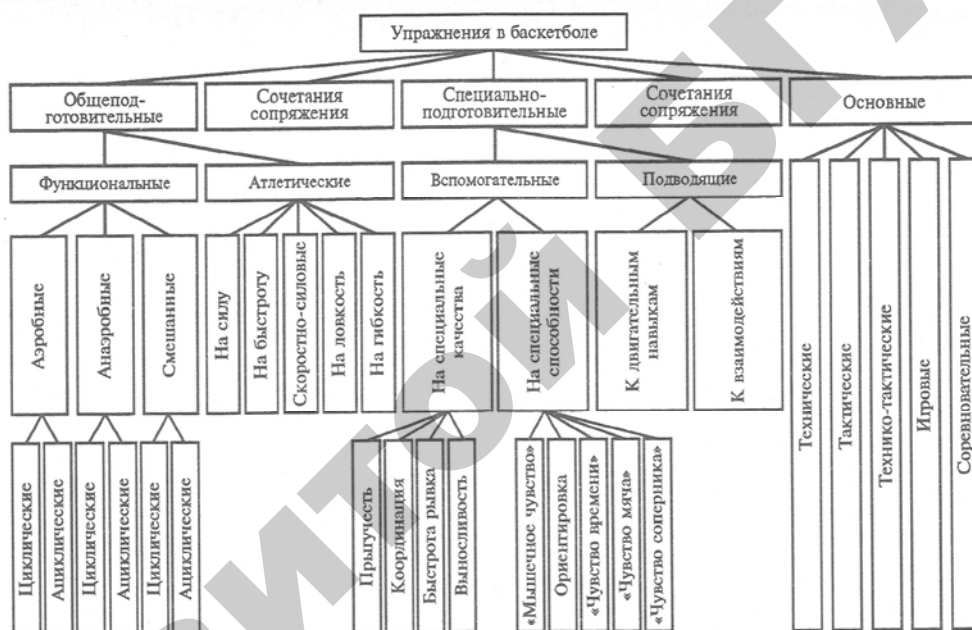 Упражнения в баскетболе
Общепод-
готовительные
Сочетания
сопряжения
Специально-
подготовительные
Сочетания
сопряжения
Основные
Функциональные
Атлетические
Вспомогательные
Подводящие
Аэробные
Анаэробные
Смешанные
На силу
На быстроту
Скоростно-силовые
На ловкость
На гибкость
На специальные
качества
На специальные
способности
К двигательным
навыкам
К взаимодействиям
Технические
Тактические
Технико-тактические
Игровые
Соревновательные
Циклические
Ациклические
Циклические
Ациклические
Циклические
Ациклические
Прыгучесть
Координация
Быстрота рывка
Выносливость
«Мышечное чувство»
Ориентировка
«Чувство времени»
«Чувство мяча»
«Чувство соперника»